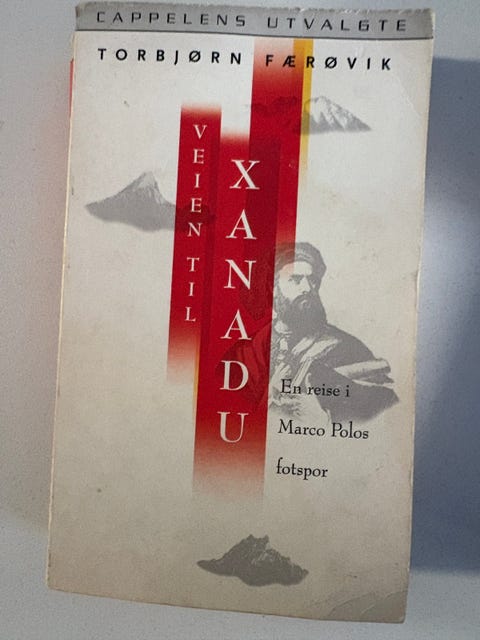 CAPPELENS UTVALGTE
TORBJØRN FÆRØVIK
VEIEN TIL
XANADU
En reise i
Marco Polos
fotspor